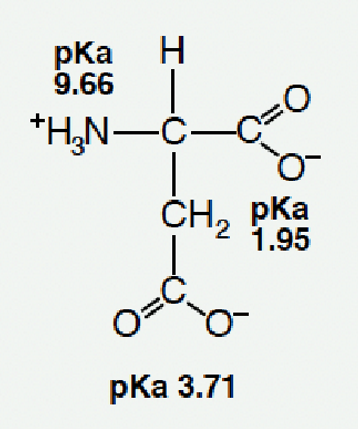 pKa H
9.66
⁺H₃N C C O
O⁻
CH₂ pKa
1.95
C
O O⁻
pKa 3.71